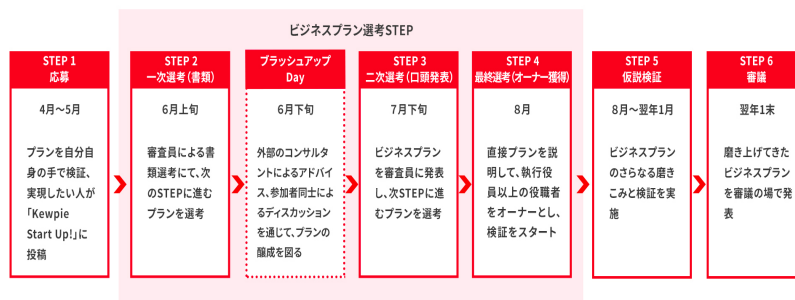 ビジネスプラン選考STEP
STEP 1
応募
4月～5月
プランを自分自
身の手で検証、
実現したい人が
「Kewpie
Start Up!」に
投稿
STEP 2
一次選考（書類）
6月上旬
審査員による書
類選考にて、次
のSTEPに進む
プランを選考
ブラッシュアップ
Day
6月下旬
外部のコンサルタ
ントによるアドバイ
ス、参加者同士によ
るディスカッション
を通じて、プランの
醸成を図る
STEP 3
二次選考（口頭発表）
7月下旬
ビジネスプラン
を審査員に発表
し、次STEPに進
むプランを選考
STEP 4
最終選考（オーナー獲得）
8月
直接プランを説
明して、執行役
員以上の役職者
をオーナーとし、
検証をスタート
STEP 5
仮説検証
8月～翌年1月
ビジネスプラン
のさらなる磨き
こみと検証を実
施
STEP 6
審議
翌年1末
磨き上げてきた
ビジネスプラン
を審議の場で発
表